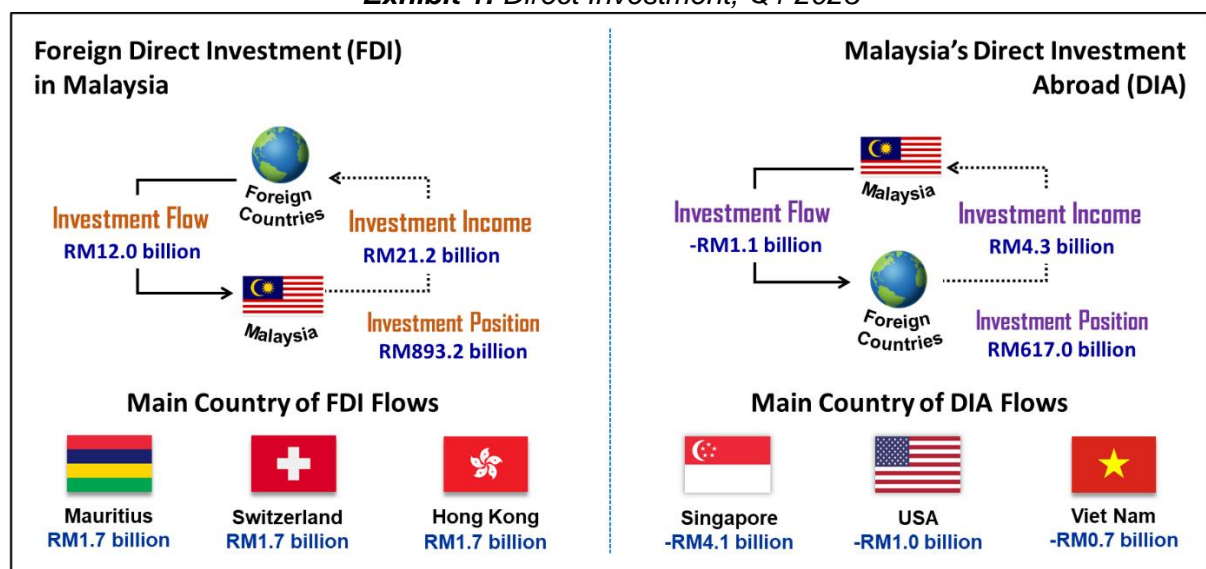 Exhibit 1: Direct Investment, Q1 2023
Foreign Direct Investment (FDI)
in Malaysia
Foreign
Countries
Investment Flow
RM12.0 billion
Investment Income
RM21.2 billion
Malaysia
Investment Position
RM893.2 billion
Main Country of FDI Flows
Mauritius
RM1.7 billion
Switzerland
RM1.7 billion
Hong Kong
RM1.7 billion
Malaysia's Direct Investment
Abroad (DIA)
Malaysia
Investment Flow
-RM1.1 billion
Investment Income
RM4.3 billion
Foreign
Countries
Investment Position
RM617.0 billion
Main Country of DIA Flows
Singapore
-RM4.1 billion
USA
-RM1.0 billion
Viet Nam
-RM0.7 billion